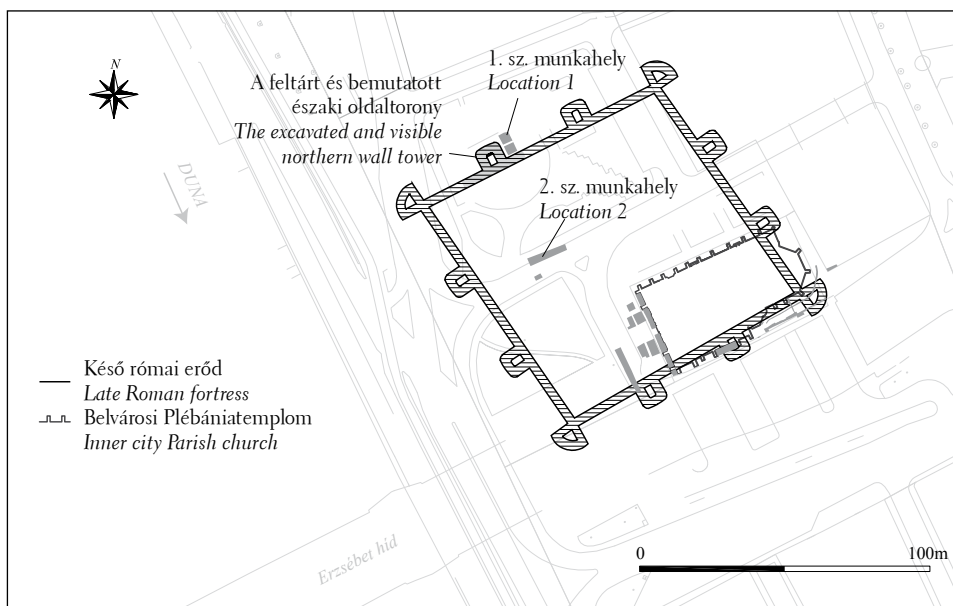 N
1. sz. munkahely
Location 1
A feltárt és bemutatott
északi oldaltorony
The excavated and visible
northern wall tower
DUNA
2. sz. munkahely
Location 2
Késő római erőd
Late Roman fortress
Belvárosi Plébániatemplom
Inner city Parish church
Erzsébet híd
0
100m